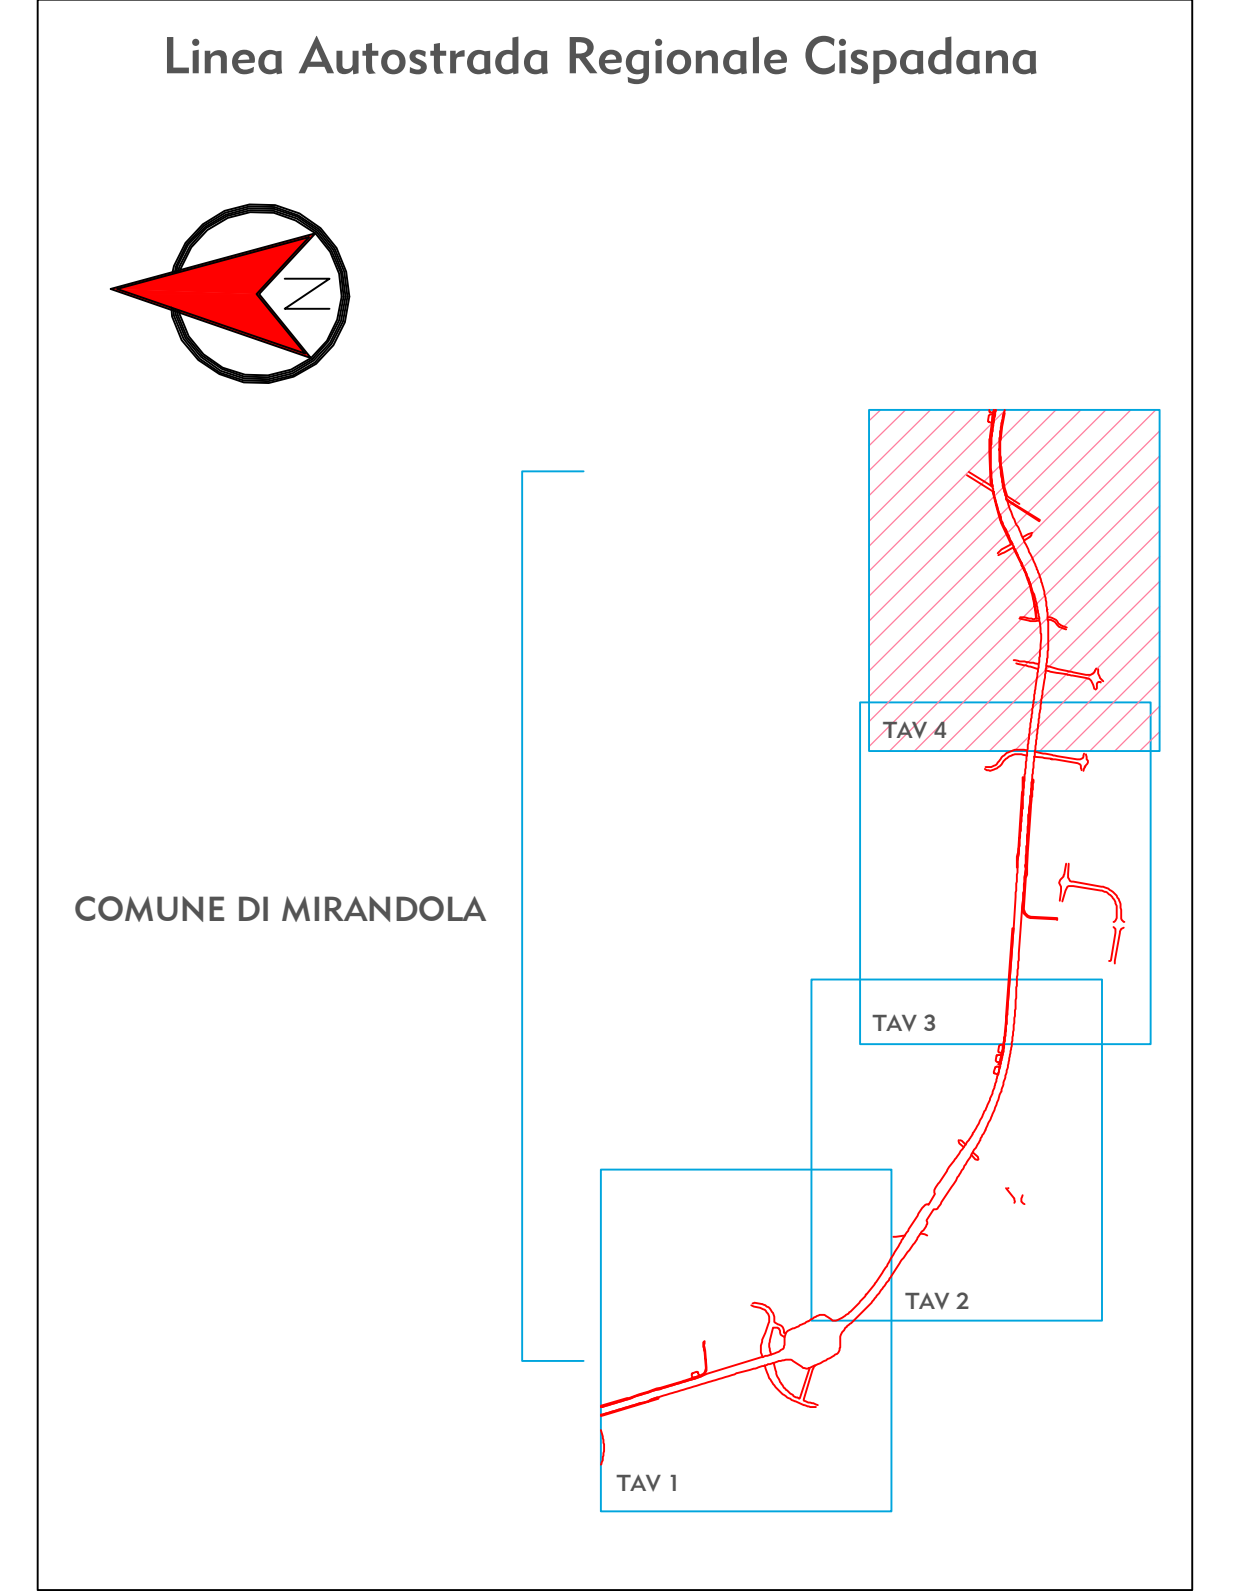 Linea Autostrada Regionale Cispadana
N
TAV 4
COMUNE DI MIRANDOLA
TAV 3
TAV 2
TAV 1